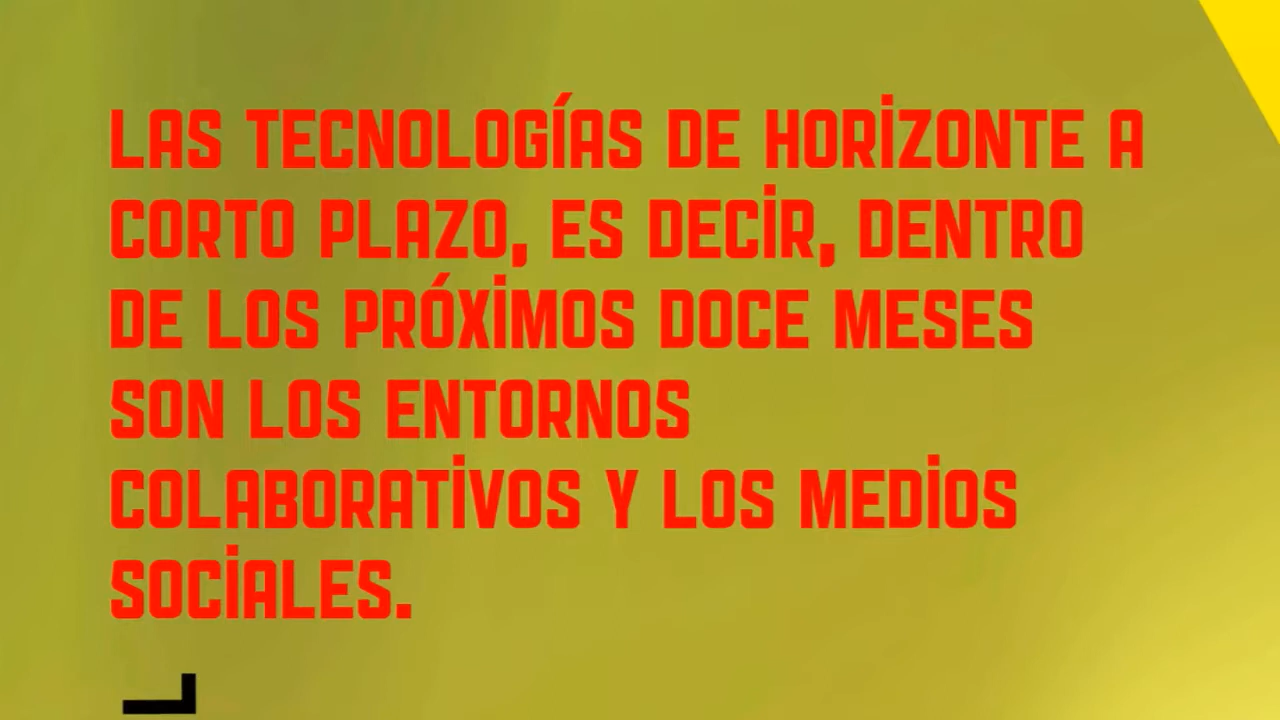 LAS TECNOLOGÍAS DE HORIZONTE A
CORTO PLAZO, ES DECIR, DENTRO
DE LOS PRÓXIMOS DOCE MESES
SON LOS ENTORNOS
COLABORATIVOS Y LOS MEDIOS
SOCIALES.